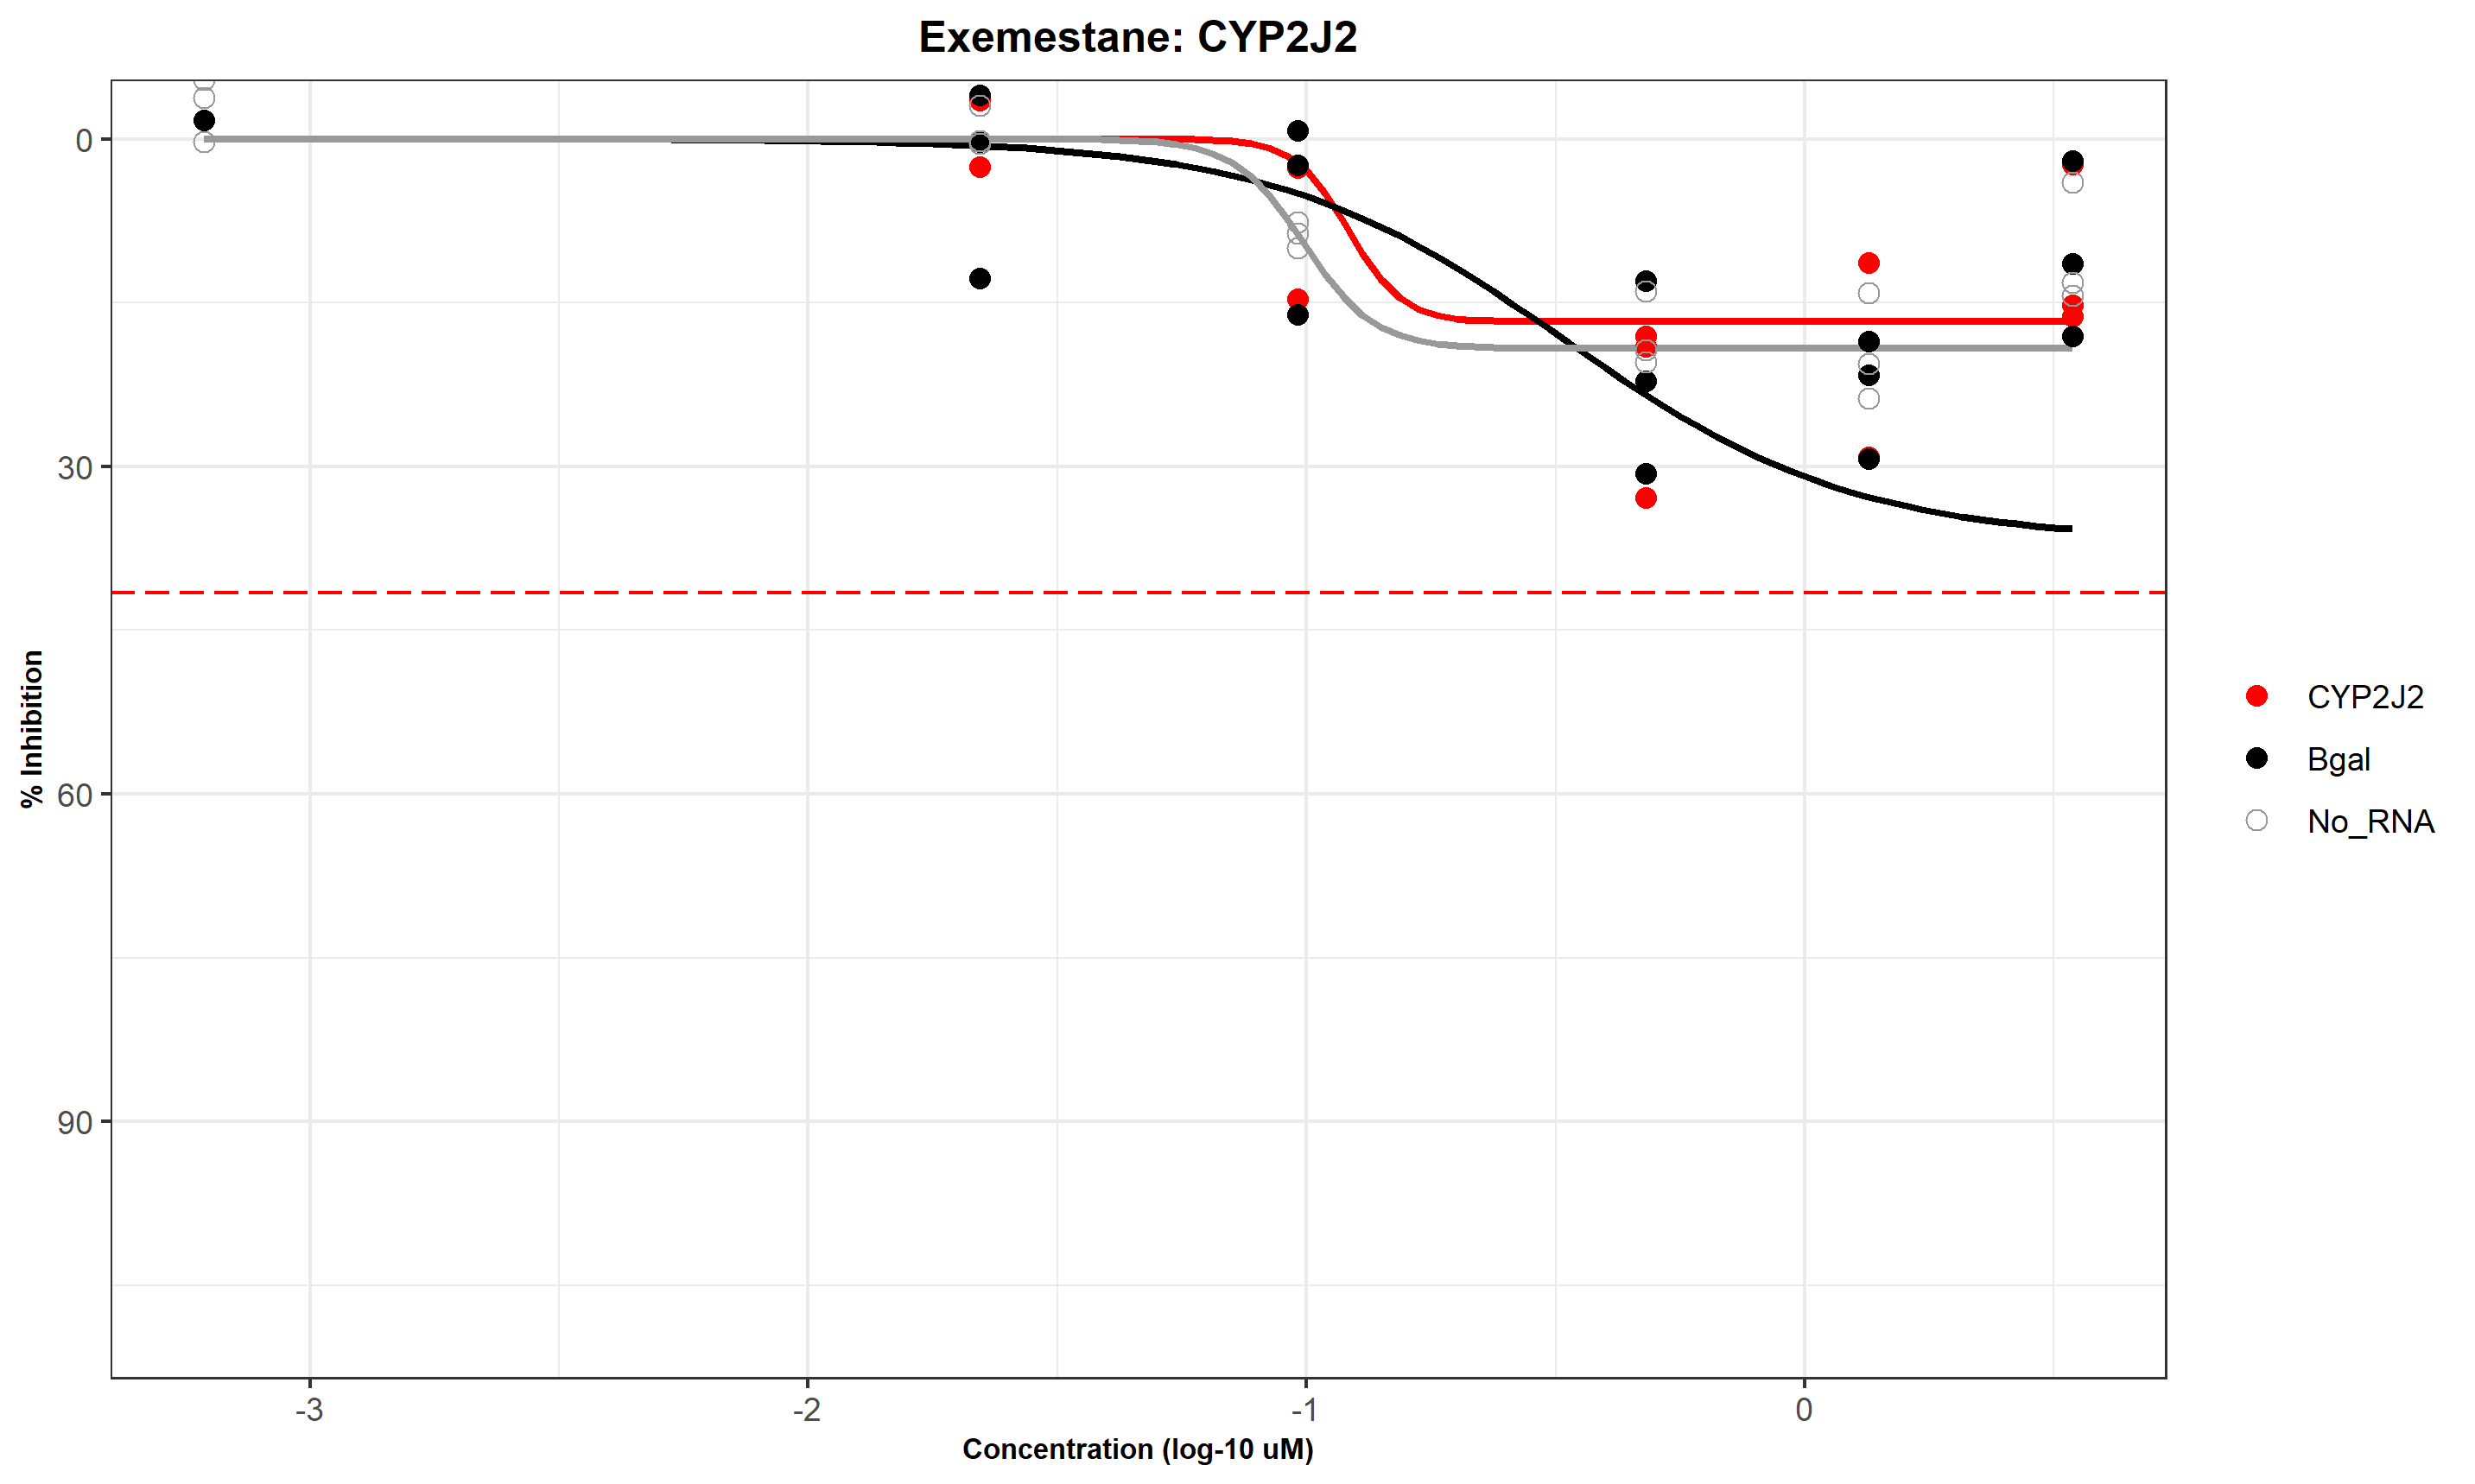 Exemestane: CYP2J2
0
30
60
90
% Inhibition
-3
-2
-1
0
Concentration (log-10 uM)
CYP2J2
Bgal
No_RNA